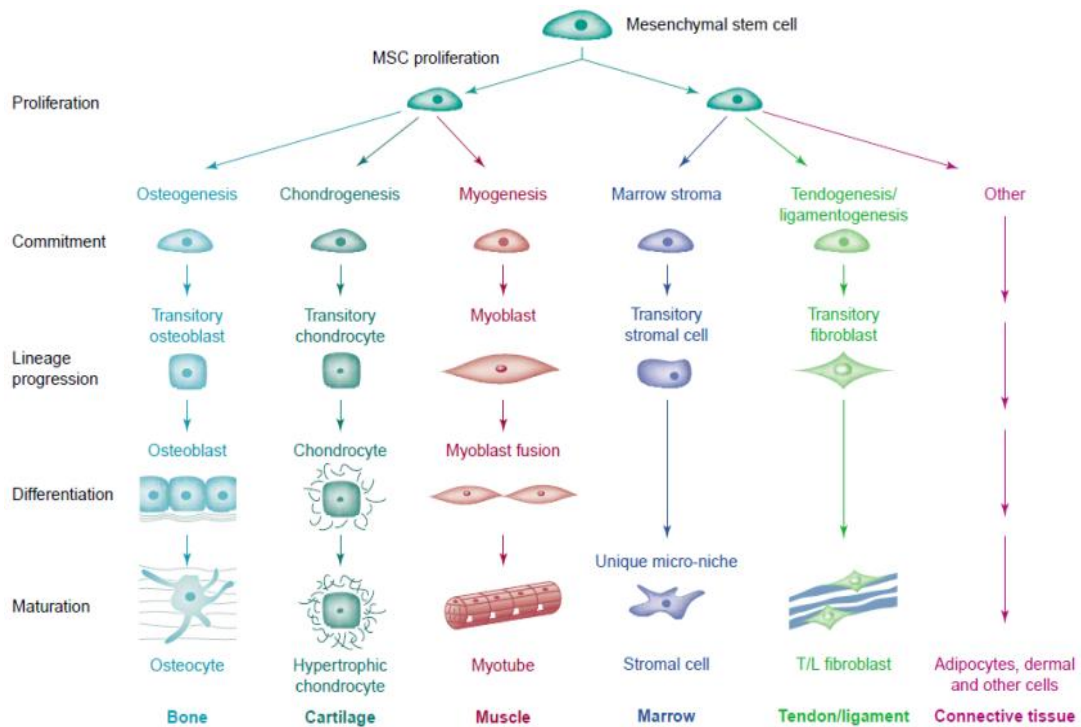 Mesenchymal stem cell
MSC proliferation
Proliferation
Osteogenesis
Chondrogenesis
Myogenesis
Marrow stroma
Tendogenesis/
ligamentogenesis
Other
Commitment
Transitory
osteoblast
Transitory
chondrocyte
Myoblast
Transitory
stromal cell
Transitory
fibroblast
Lineage
progression
Osteoblast
Chondrocyte
Myoblast fusion
Differentiation
Unique micro-niche
Maturation
Osteocyte
Hypertrophic
chondrocyte
Myotube
Stromal cell
T/L fibroblast
Adipocytes, dermal
and other cells
Bone
Cartilage
Muscle
Marrow
Tendon/ligament
Connective tissue